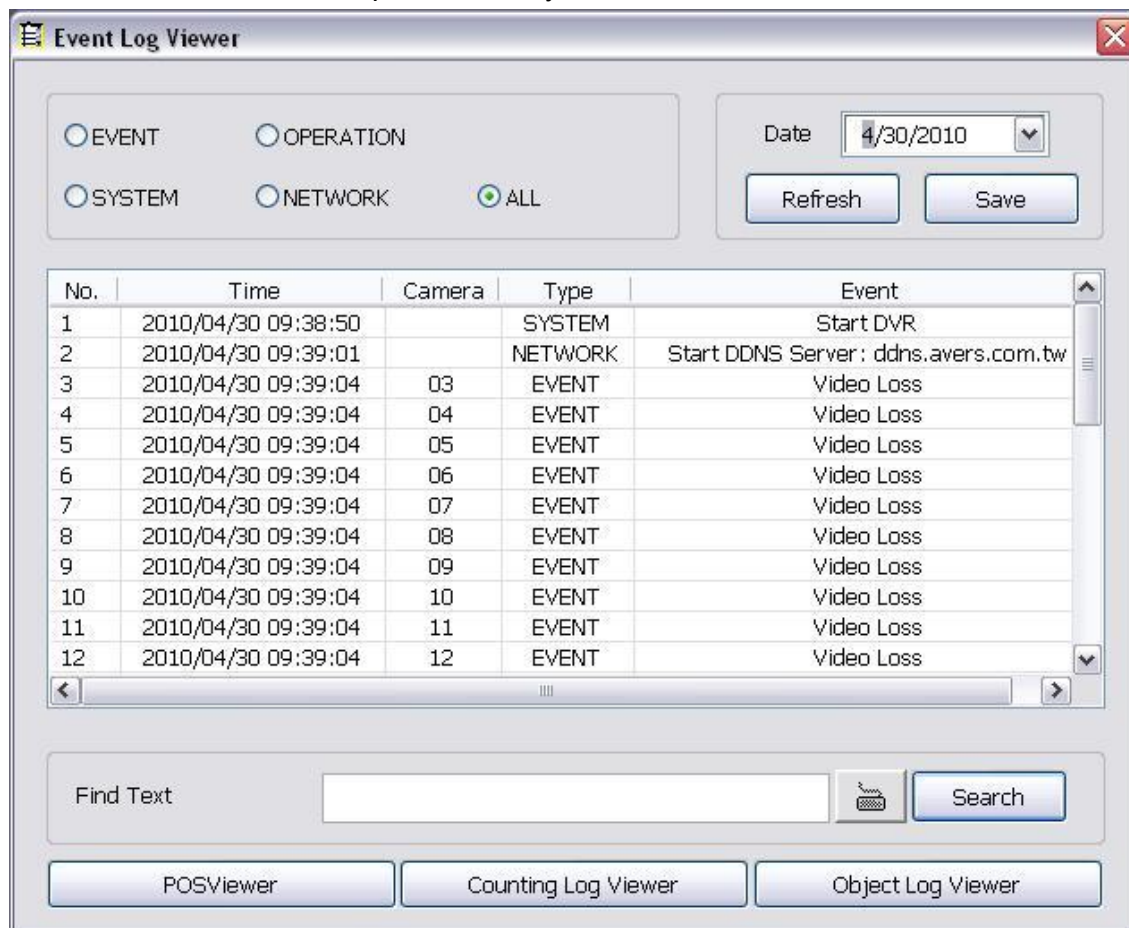 Event Log Viewer
EVENT OPERATION
SYSTEM NETWORK ALL
Date 4/30/2010
Refresh Save
No. Time Camera Type Event
1 2010/04/30 09:38:50 SYSTEM Start DVR
2 2010/04/30 09:39:01 NETWORK Start DDNS Server: ddns.avers.com.tw
3 2010/04/30 09:39:04 03 EVENT Video Loss
4 2010/04/30 09:39:04 04 EVENT Video Loss
5 2010/04/30 09:39:04 05 EVENT Video Loss
6 2010/04/30 09:39:04 06 EVENT Video Loss
7 2010/04/30 09:39:04 07 EVENT Video Loss
8 2010/04/30 09:39:04 08 EVENT Video Loss
9 2010/04/30 09:39:04 09 EVENT Video Loss
10 2010/04/30 09:39:04 10 EVENT Video Loss
11 2010/04/30 09:39:04 11 EVENT Video Loss
12 2010/04/30 09:39:04 12 EVENT Video Loss
Find Text Search
POSViewer Counting Log Viewer Object Log Viewer